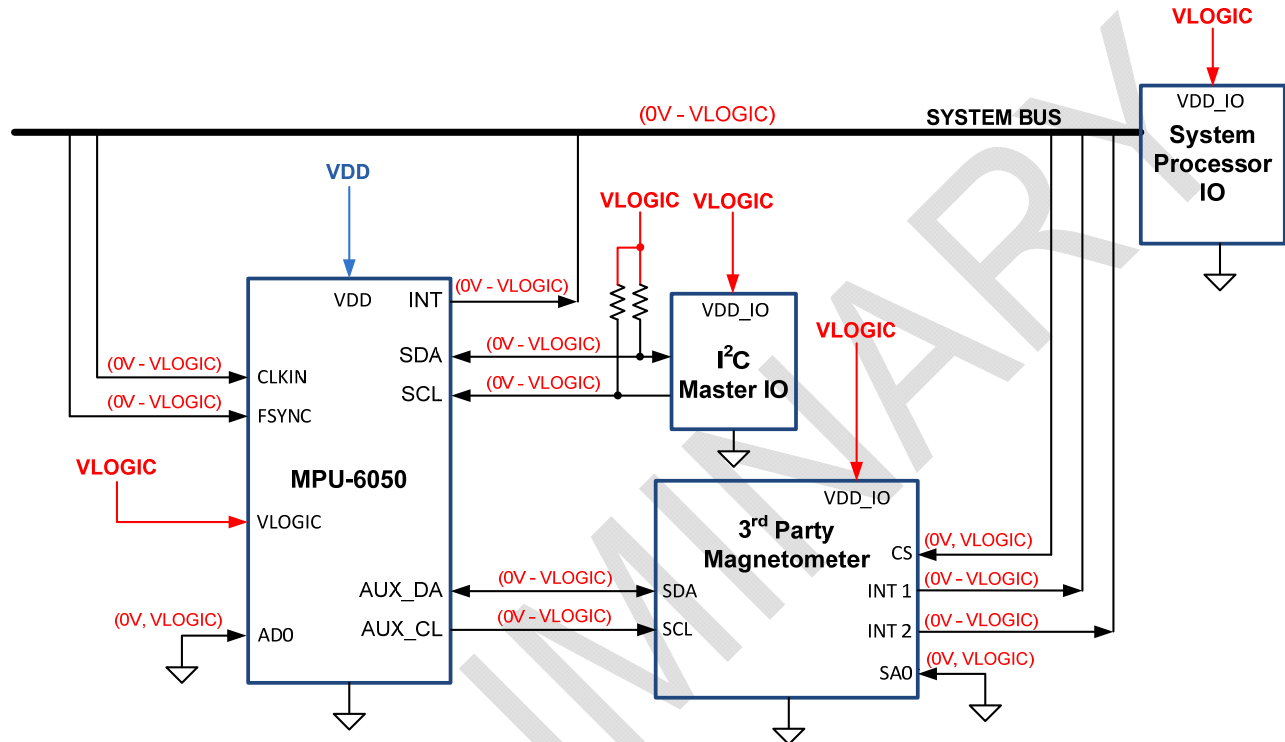 VLOGIC
VDD_IO
System
Processor
IO
(0V - VLOGIC)
SYSTEM BUS
VDD
VLOGIC
VLOGIC
VDD
INT
(0V - VLOGIC)
SDA
(0V - VLOGIC)
SCL
(0V - VLOGIC)
VDD_IO
I²C
Master IO
(0V - VLOGIC)
CLKIN
(0V - VLOGIC)
FSYNC
MPU-6050
VLOGIC
VLOGIC
VLOGIC
VDD_IO
3rd Party
Magnetometer
CS
(0V, VLOGIC)
INT 1
(0V - VLOGIC)
INT 2
(0V - VLOGIC)
SA0
(0V, VLOGIC)
AUX_DA
(0V - VLOGIC)
SDA
AUX_CL
(0V - VLOGIC)
SCL
(0V, VLOGIC)
AD0
IMINARY